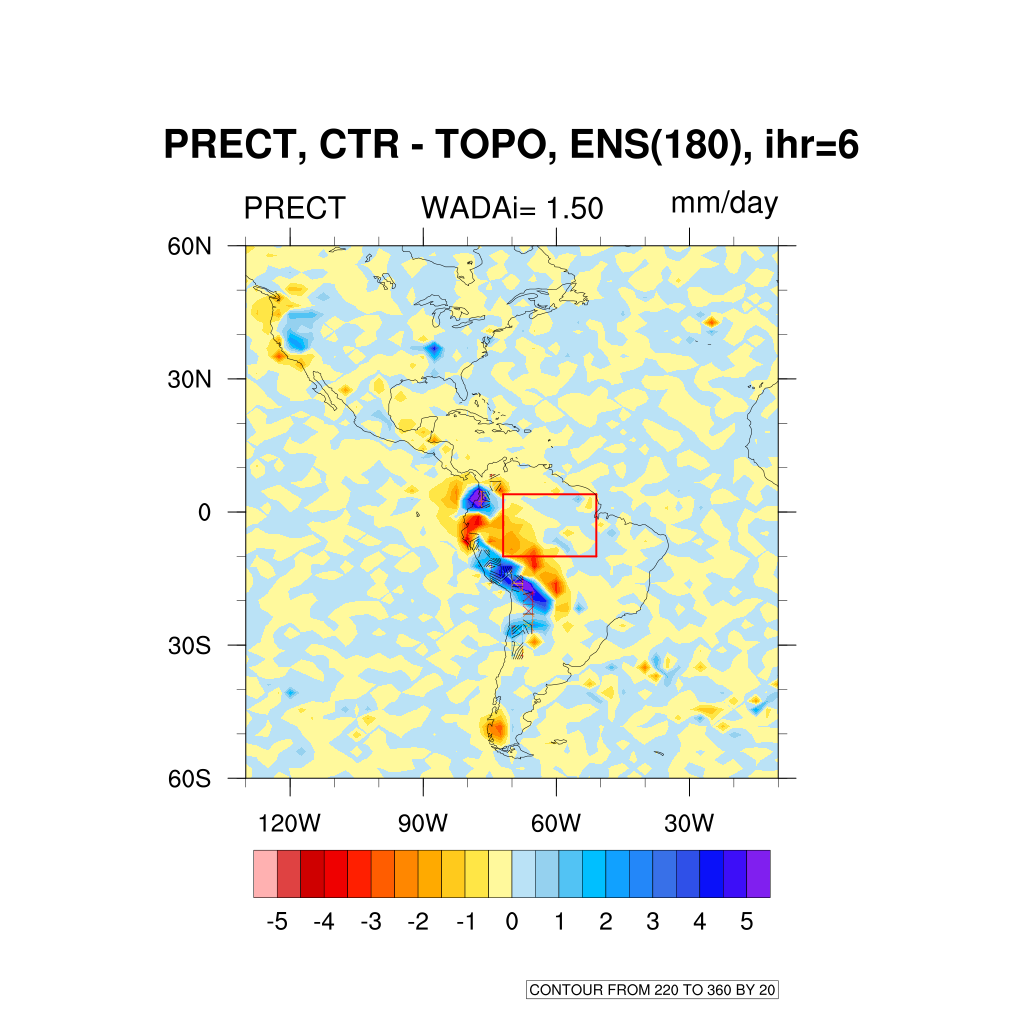 PRECT, CTR - TOPO, ENS(180), ihr=6
PRECT WADAi= 1.50 mm/day
60N
30N
0
30S
60S
120W 90W 60W 30W
-5 -4 -3 -2 -1 0 1 2 3 4 5
CONTOUR FROM 220 TO 360 BY 20